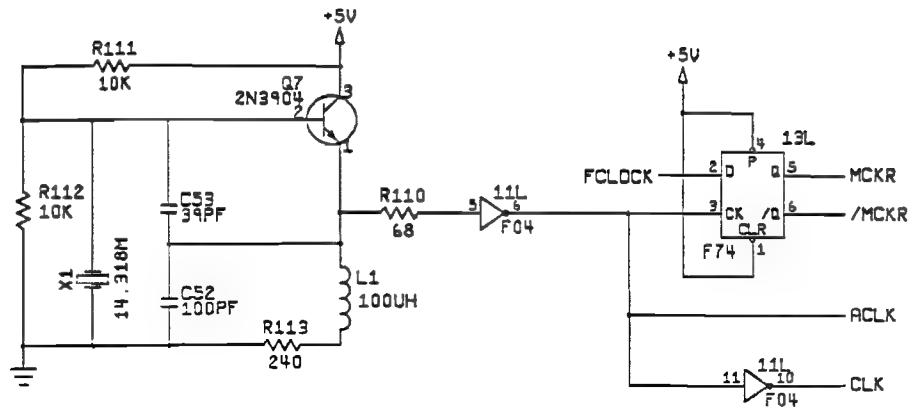 +5V
R111
10K
Q7
2N3904
3
2
1
+5V
4
13L
P
FCLOCK
2
D
Q
5
MCKR
R112
10K
C53
39PF
R110
68
5
11L
6
F04
3
CK
/Q
6
/MCKR
CLR
F74
1
X1
14.318M
C52
100PF
L1
100UH
R113
240
ACLK
11
11L
10
F04
CLK